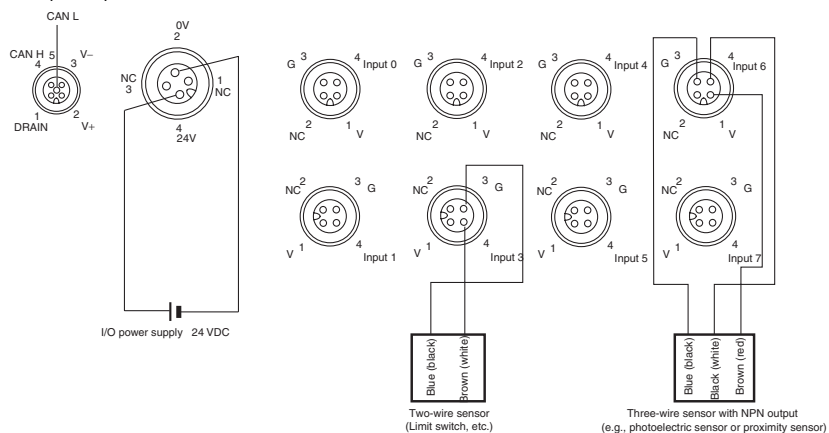 CAN L
CAN H 5
4
3 V–
1
DRAIN
2
V+
0V
2
NC
3
1
NC
4
24V
I/O power supply 24 VDC
G 3
4
Input 0
NC 2
1 V
G 3
4
Input 2
NC 2
1 V
G 3
4
Input 4
NC 2
1 V
G 3
4
Input 6
NC 2
1 V
NC 2
3 G
V 1
4
Input 1
NC 2
3 G
V 1
4
Input 3
NC 2
3 G
V 1
4
Input 5
NC 2
3 G
V 1
4
Input 7
Blue (black)
Brown (white)
Two-wire sensor
(Limit switch, etc.)
Blue (black)
Black (white)
Brown (red)
Three-wire sensor with NPN output
(e.g., photoelectric sensor or proximity sensor)